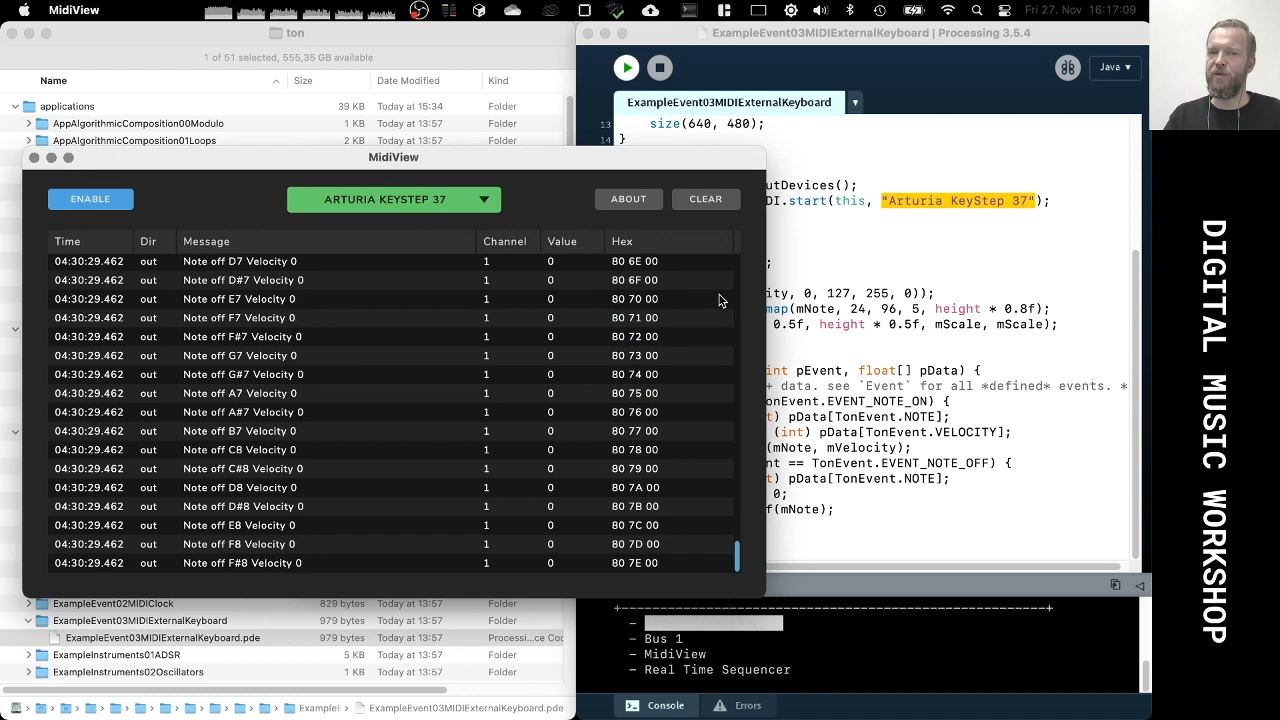 MidiView
Fri 27. Nov 16:17:09
ton
1 of 51 selected, 555,35 GB available
Name Size Date Modified Kind
applications 39 KB Today at 15:34 Folder
AppAlgorithmicComposition00Modulo 1 KB Today at 13:57 Folder
AppAlgorithmicComposition01Loops 2 KB Today at 13:57 Folder
ExampleEvent03MIDIExternalKeyboard | Processing 3.5.4
Java ▾
ExampleEvent03MIDIExternalKeyboard ▾
13 size(640, 480);
14 }
utDevices();
DI.start(this, "Arturia KeyStep 37");
;
ity, 0, 127, 255, 0));
map(mNote, 24, 96, 5, height * 0.8f);
0.5f, height * 0.5f, mScale, mScale);
int pEvent, float[] pData) {
+ data. see `Event` for all *defined* events. *
onEvent.EVENT_NOTE_ON) {
t) pData[TonEvent.NOTE];
(int) pData[TonEvent.VELOCITY];
(mNote, mVelocity);
nt == TonEvent.EVENT_NOTE_OFF) {
t) pData[TonEvent.NOTE];
0;
f(mNote);
MidiView
ENABLE ARTURIA KEYSTEP 37 ABOUT CLEAR
Time Dir Message Channel Value Hex
04:30:29.462 out Note off D7 Velocity 0 1 0 80 6E 00
04:30:29.462 out Note off D#7 Velocity 0 1 0 80 6F 00
04:30:29.462 out Note off E7 Velocity 0 1 0 80 70 00
04:30:29.462 out Note off F7 Velocity 0 1 0 80 71 00
04:30:29.462 out Note off F#7 Velocity 0 1 0 80 72 00
04:30:29.462 out Note off G7 Velocity 0 1 0 80 73 00
04:30:29.462 out Note off G#7 Velocity 0 1 0 80 74 00
04:30:29.462 out Note off A7 Velocity 0 1 0 80 75 00
04:30:29.462 out Note off A#7 Velocity 0 1 0 80 76 00
04:30:29.462 out Note off B7 Velocity 0 1 0 80 77 00
04:30:29.462 out Note off C8 Velocity 0 1 0 80 78 00
04:30:29.462 out Note off C#8 Velocity 0 1 0 80 79 00
04:30:29.462 out Note off D8 Velocity 0 1 0 80 7A 00
04:30:29.462 out Note off D#8 Velocity 0 1 0 80 7B 00
04:30:29.462 out Note off E8 Velocity 0 1 0 80 7C 00
04:30:29.462 out Note off F8 Velocity 0 1 0 80 7D 00
04:30:29.462 out Note off F#8 Velocity 0 1 0 80 7E 00
ExampleEvent02MIDIClock 829 bytes Today at 13:57 Folder
ExampleEvent03MIDIExternalKeyboard 979 bytes Today at 13:57 Folder
ExampleEvent03MIDIExternalKeyboard.pde 979 bytes Today at 13:57 Processi...ce Coc
ExampleInstruments01ADSR 5 KB Today at 13:57 Folder
ExampleInstruments02Oscillators 1 KB Today at 13:57 Folder
ExampleI ExampleEvent03MIDIExternalKeyboard.pde
+-------------------------------------------------------+
-
- Bus 1
- MidiView
- Real Time Sequencer
Console Errors
DIGITAL MUSIC WORKSHOP